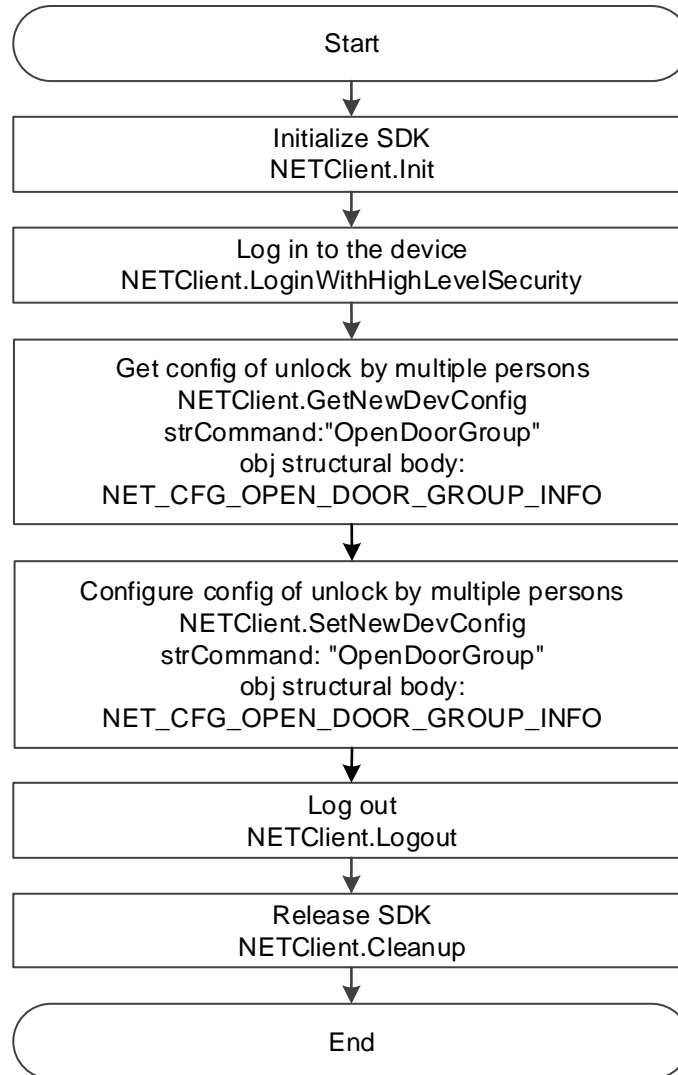 Start
Initialize SDK
NETClient.Init
Log in to the device
NETClient.LoginWithHighLevelSecurity
Get config of unlock by multiple persons
NETClient.GetNewDevConfig
strCommand:"OpenDoorGroup"
obj structural body:
NET_CFG_OPEN_DOOR_GROUP_INFO
Configure config of unlock by multiple persons
NETClient.SetNewDevConfig
strCommand: "OpenDoorGroup"
obj structural body:
NET_CFG_OPEN_DOOR_GROUP_INFO
Log out
NETClient.Logout
Release SDK
NETClient.Cleanup
End